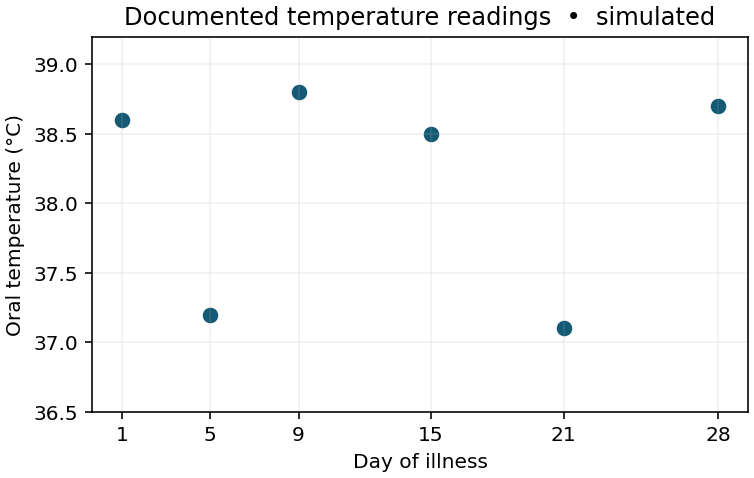 Documented temperature readings • simulated
Oral temperature (°C)
39.0
38.5
38.0
37.5
37.0
36.5
1 5 9 15 21 28
Day of illness